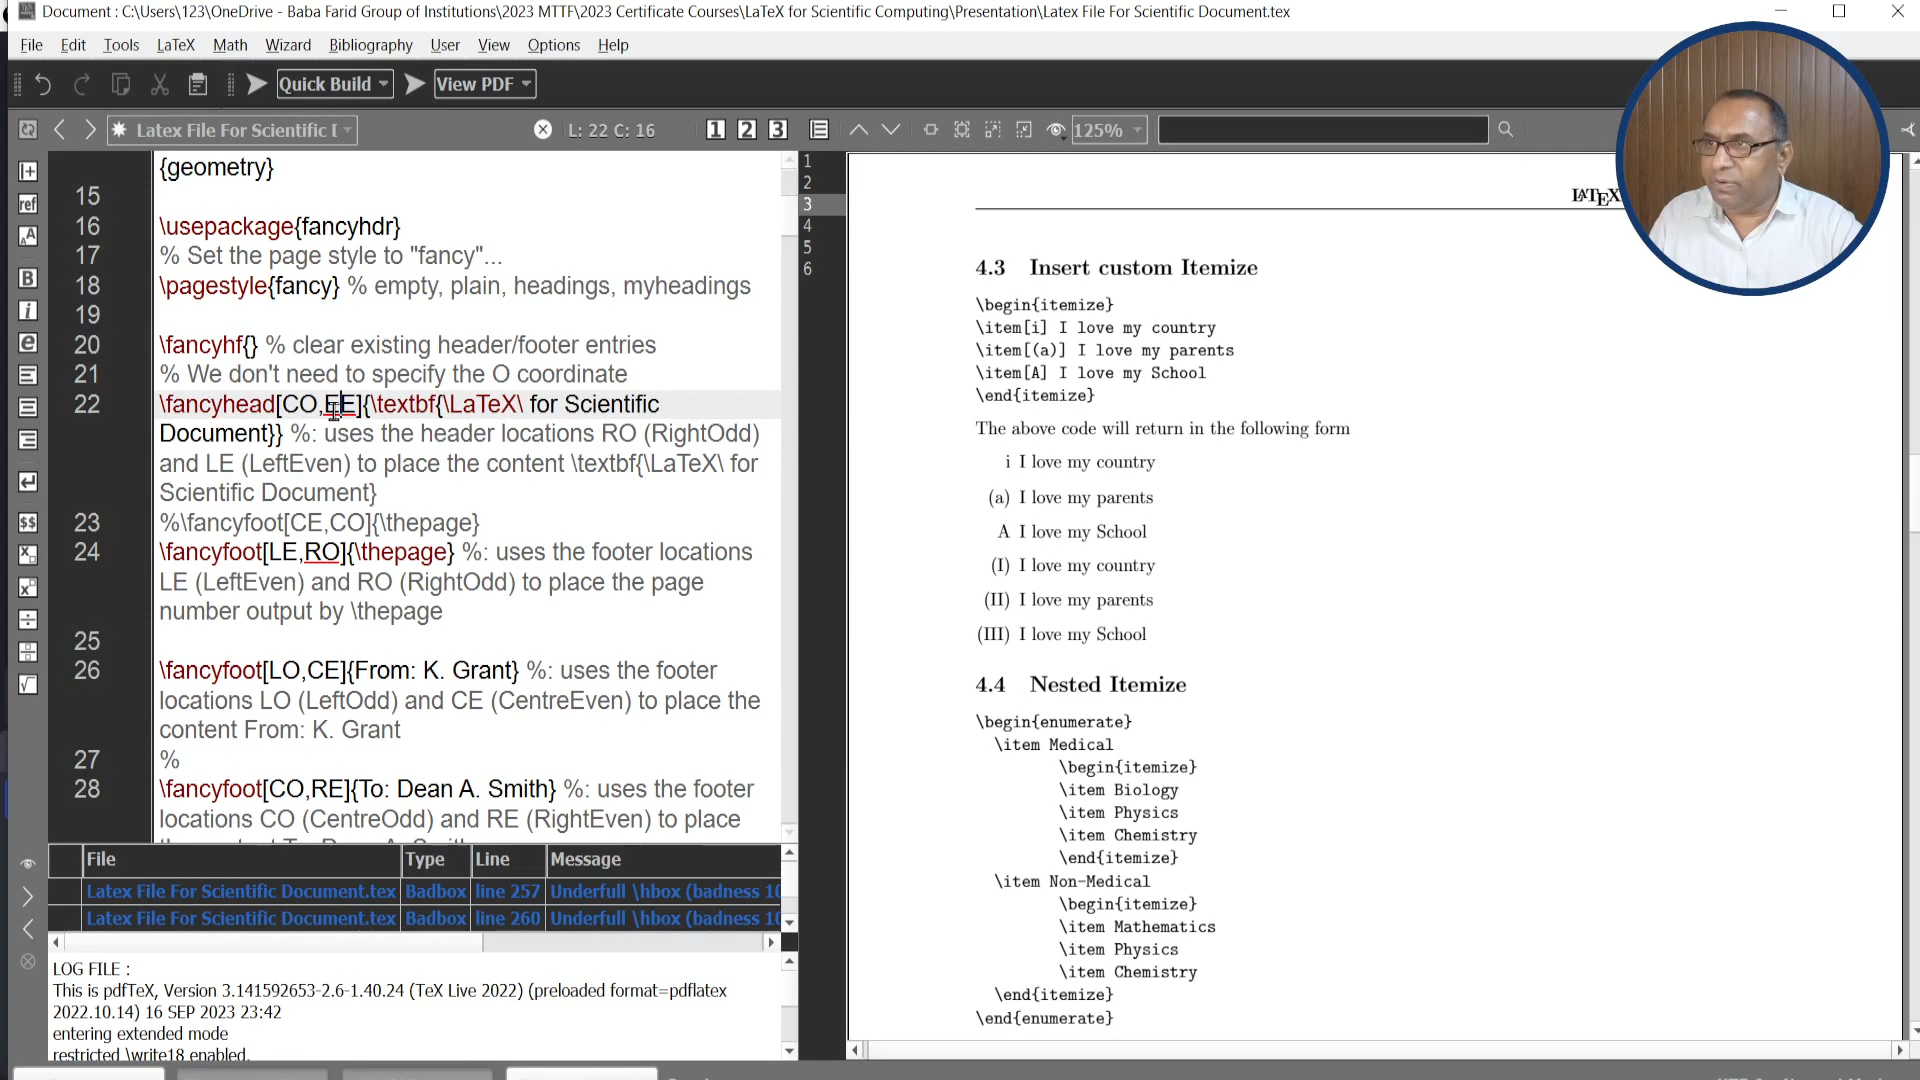 Document : C:\Users\123\OneDrive - Baba Farid Group of Institutions\2023 MTTF\2023 Certificate Courses\LaTeX for Scientific Computing\Presentation\Latex File For Scientific Document.tex
File Edit Tools LaTeX Math Wizard Bibliography User View Options Help
Quick Build View PDF
Latex File For Scientific [ L: 22 C: 16 1 2 3 125%
{geometry}
15
16 \usepackage{fancyhdr}
17 % Set the page style to "fancy"...
18 \pagestyle{fancy} % empty, plain, headings, myheadings
19
20 \fancyhf{} % clear existing header/footer entries
21 % We don't need to specify the O coordinate
22 \fancyhead[CO,EE]{\textbf{\LaTeX\ for Scientific
Document}} %: uses the header locations RO (RightOdd)
and LE (LeftEven) to place the content \textbf{\LaTeX\ for
Scientific Document}
23 %\fancyfoot[CE,CO]{\thepage}
24 \fancyfoot[LE,RO]{\thepage} %: uses the footer locations
LE (LeftEven) and RO (RightOdd) to place the page
number output by \thepage
25
26 \fancyfoot[LO,CE]{From: K. Grant} %: uses the footer
locations LO (LeftOdd) and CE (CentreEven) to place the
content From: K. Grant
27 %
28 \fancyfoot[CO,RE]{To: Dean A. Smith} %: uses the footer
locations CO (CentreOdd) and RE (RightEven) to place
File Type Line Message
Latex File For Scientific Document.tex Badbox line 257 Underfull \hbox (badness 10
Latex File For Scientific Document.tex Badbox line 260 Underfull \hbox (badness 10
LOG FILE :
This is pdfTeX, Version 3.141592653-2.6-1.40.24 (TeX Live 2022) (preloaded format=pdflatex
2022.10.14) 16 SEP 2023 23:42
entering extended mode
restricted \write18 enabled.
1
2
3
4
5
6
LATEX
4.3 Insert custom Itemize
\begin{itemize}
\item[i] I love my country
\item[(a)] I love my parents
\item[A] I love my School
\end{itemize}
The above code will return in the following form
i I love my country
(a) I love my parents
A I love my School
(I) I love my country
(II) I love my parents
(III) I love my School
4.4 Nested Itemize
\begin{enumerate}
\item Medical
\begin{itemize}
\item Biology
\item Physics
\item Chemistry
\end{itemize}
\item Non-Medical
\begin{itemize}
\item Mathematics
\item Physics
\item Chemistry
\end{itemize}
\end{enumerate}